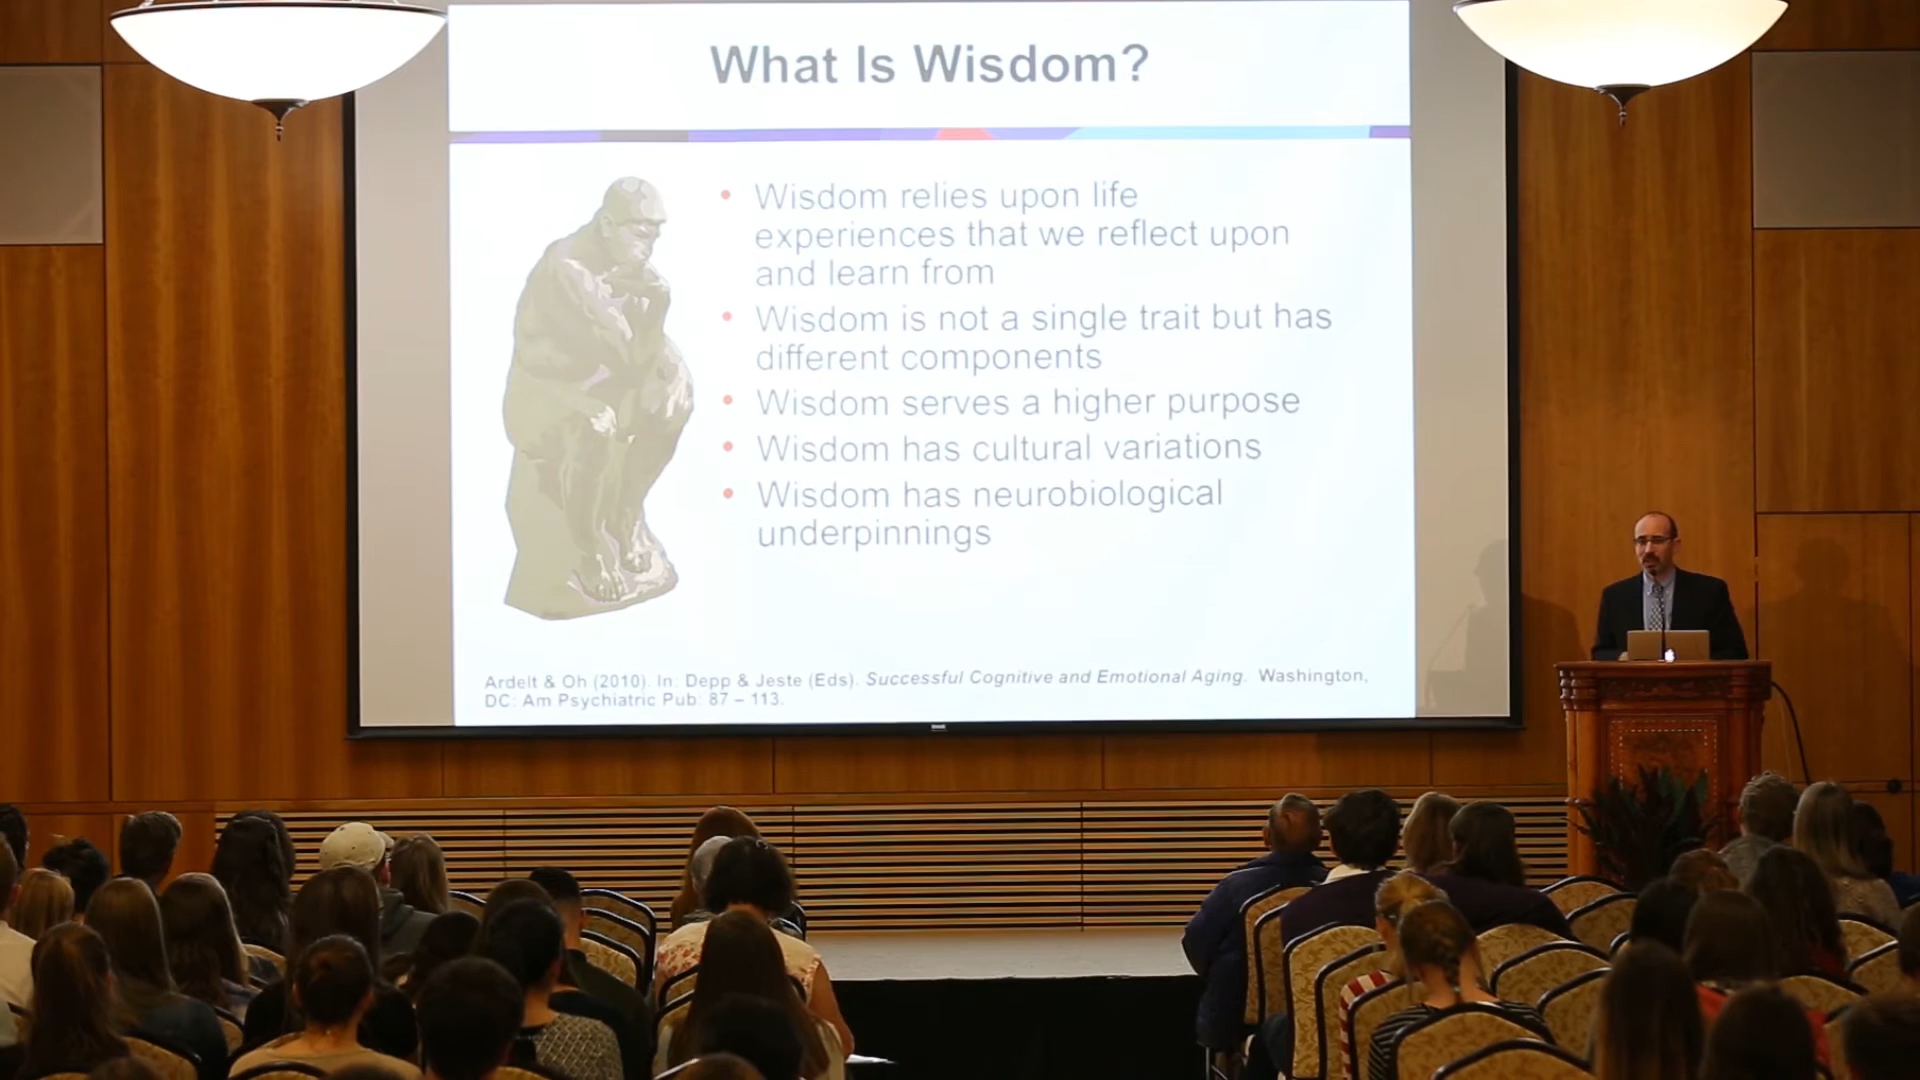 What Is Wisdom?
• Wisdom relies upon life
experiences that we reflect upon
and learn from
• Wisdom is not a single trait but has
different components
• Wisdom serves a higher purpose
• Wisdom has cultural variations
• Wisdom has neurobiological
underpinnings
Ardelt & Oh (2010). In: Depp & Jeste (Eds). Successful Cognitive and Emotional Aging. Washington,
DC: Am Psychiatric Pub: 87 – 113.